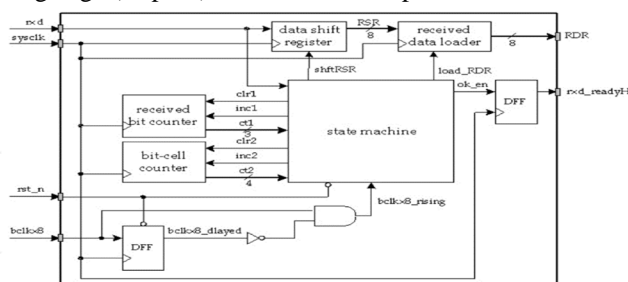 rxd
sysclk
data shift
register
RSR
8
received
data loader
8
RDR
shftRSR
load_RDR
clr1
inc1
ct1
3
received
bit counter
state machine
ok_en
DFF
rxd_readyH
clr2
inc2
ct2
4
bit-cell
counter
rst_n
bclkx8_rising
bclkx8
bclkx8_dlayed
DFF